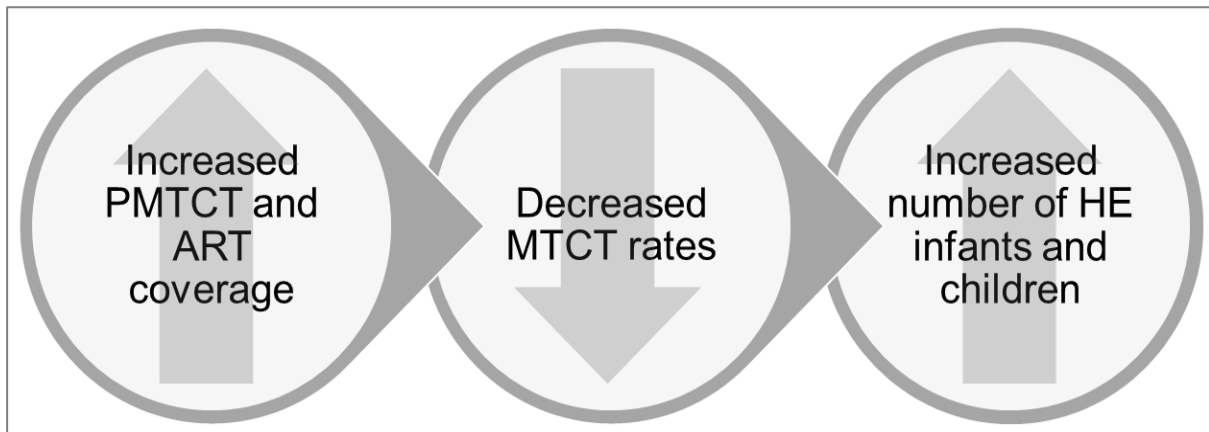 Increased
PMTCT and
ART
coverage
Decreased
MTCT rates
Increased
number of HE
infants and
children